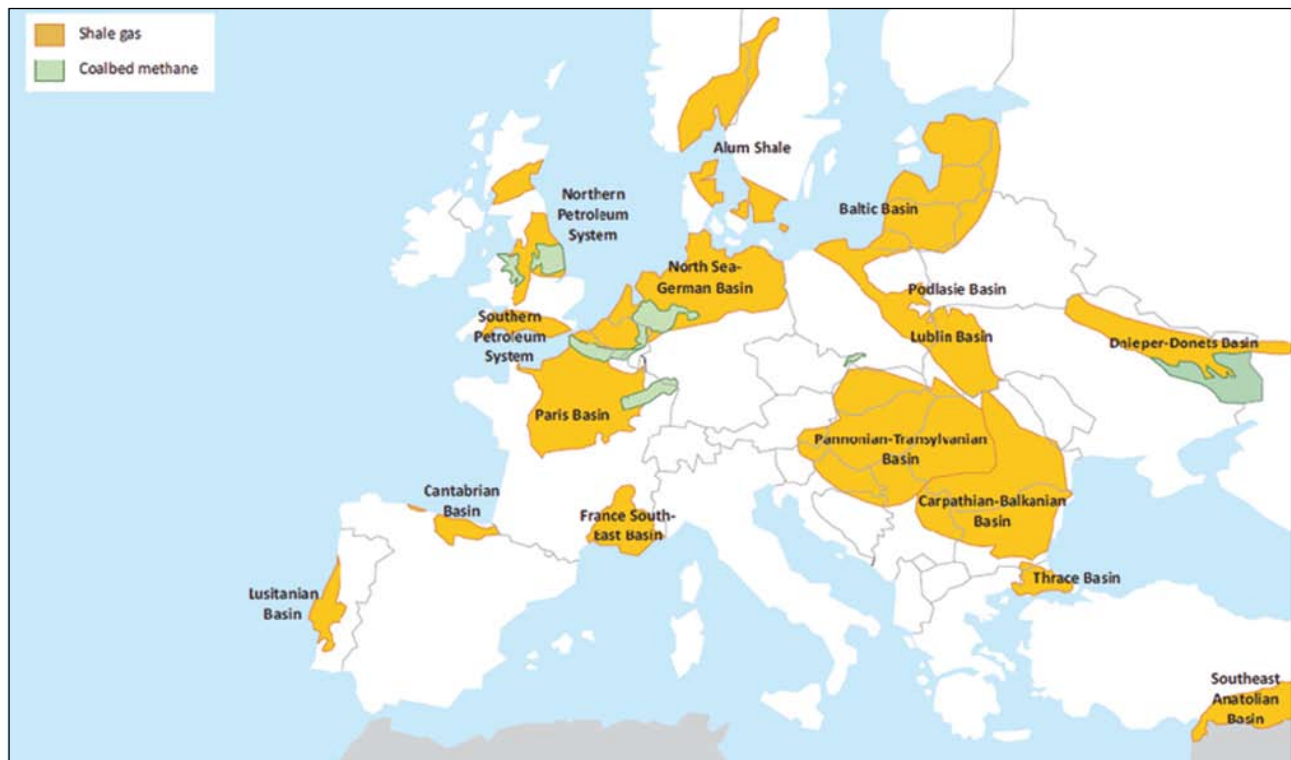 Shale gas
Coalbed methane
Alum Shale
Northern
Petroleum
System
Baltic Basin
North Sea-
German Basin
Podlasie Basin
Southern
Petroleum
System
Lublin Basin
Dnieper-Donets Basin
Paris Basin
Pannonian-Transylvanian
Basin
Cantabrian
Basin
Carpathian-Balkanian
Basin
France South-
East Basin
Thrace Basin
Lusitanian
Basin
Southeast
Anatolian
Basin